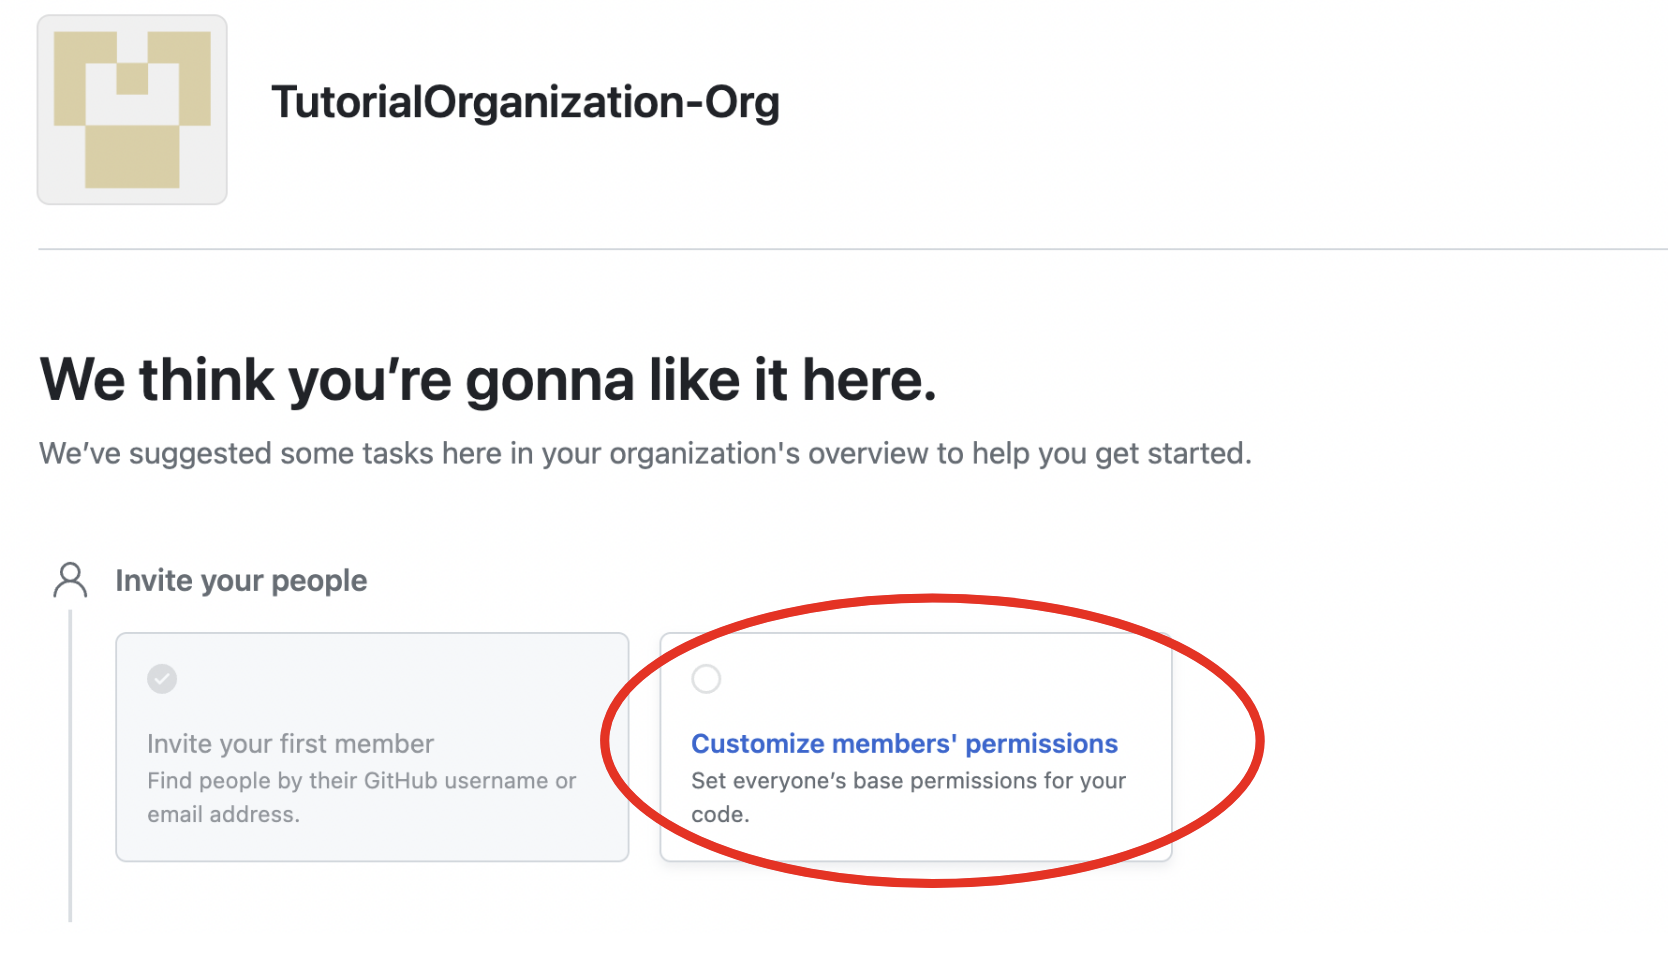 TutorialOrganization-Org
We think you’re gonna like it here.
We’ve suggested some tasks here in your organization's overview to help you get started.
Invite your people
Invite your first member
Find people by their GitHub username or
email address.
Customize members' permissions
Set everyone’s base permissions for your
code.